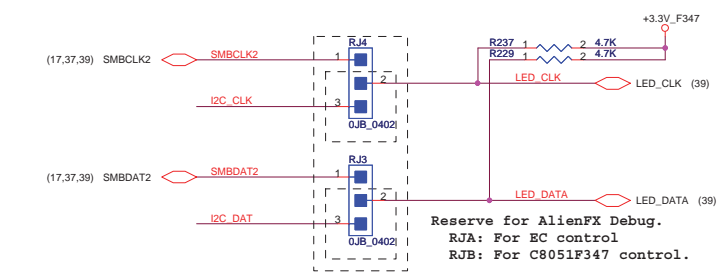 +3.3V_F347
RJ4
R237 1 2 4.7K
R229 1 2 4.7K
(17,37,39) SMBCLK2 SMBCLK2 1
2 LED_CLK LED_CLK (39)
I2C_CLK 3
0JB_0402
RJ3
(17,37,39) SMBDAT2 SMBDAT2 1
2 LED_DATA LED_DATA (39)
I2C_DAT 3
0JB_0402
Reserve for AlienFX Debug.
RJA: For EC control
RJB: For C8051F347 control.